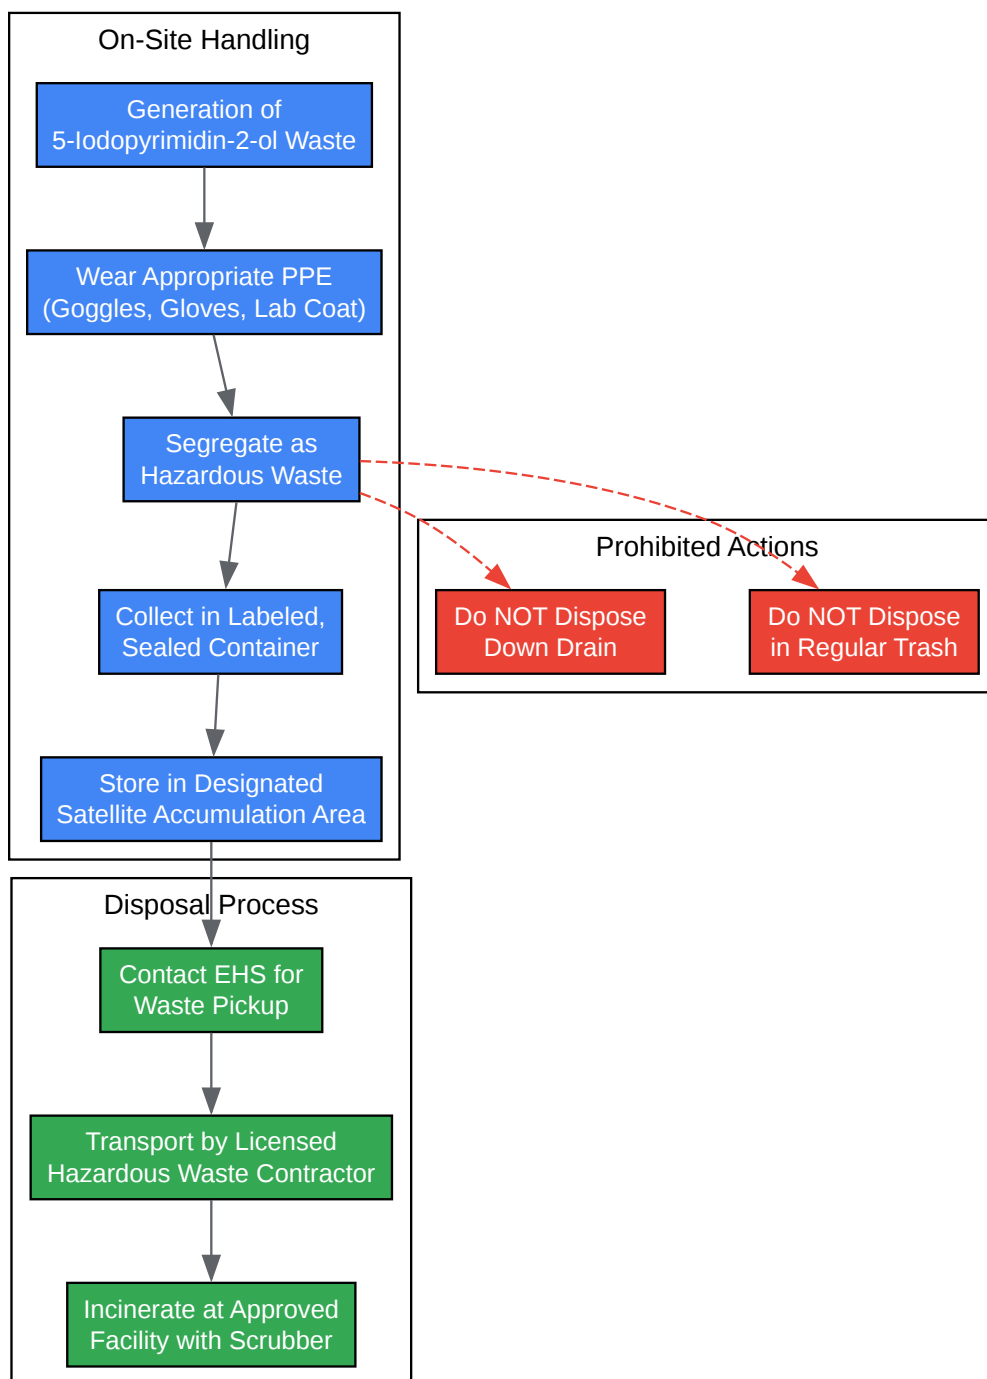 On-Site Handling
Generation of
5-Iodopyrimidin-2-ol Waste
Wear Appropriate PPE
(Goggles, Gloves, Lab Coat)
Segregate as
Hazardous Waste
Collect in Labeled,
Sealed Container
Store in Designated
Satellite Accumulation Area
Prohibited Actions
Do NOT Dispose
Down Drain
Do NOT Dispose
in Regular Trash
Disposal Process
Contact EHS for
Waste Pickup
Transport by Licensed
Hazardous Waste Contractor
Incinerate at Approved
Facility with Scrubber